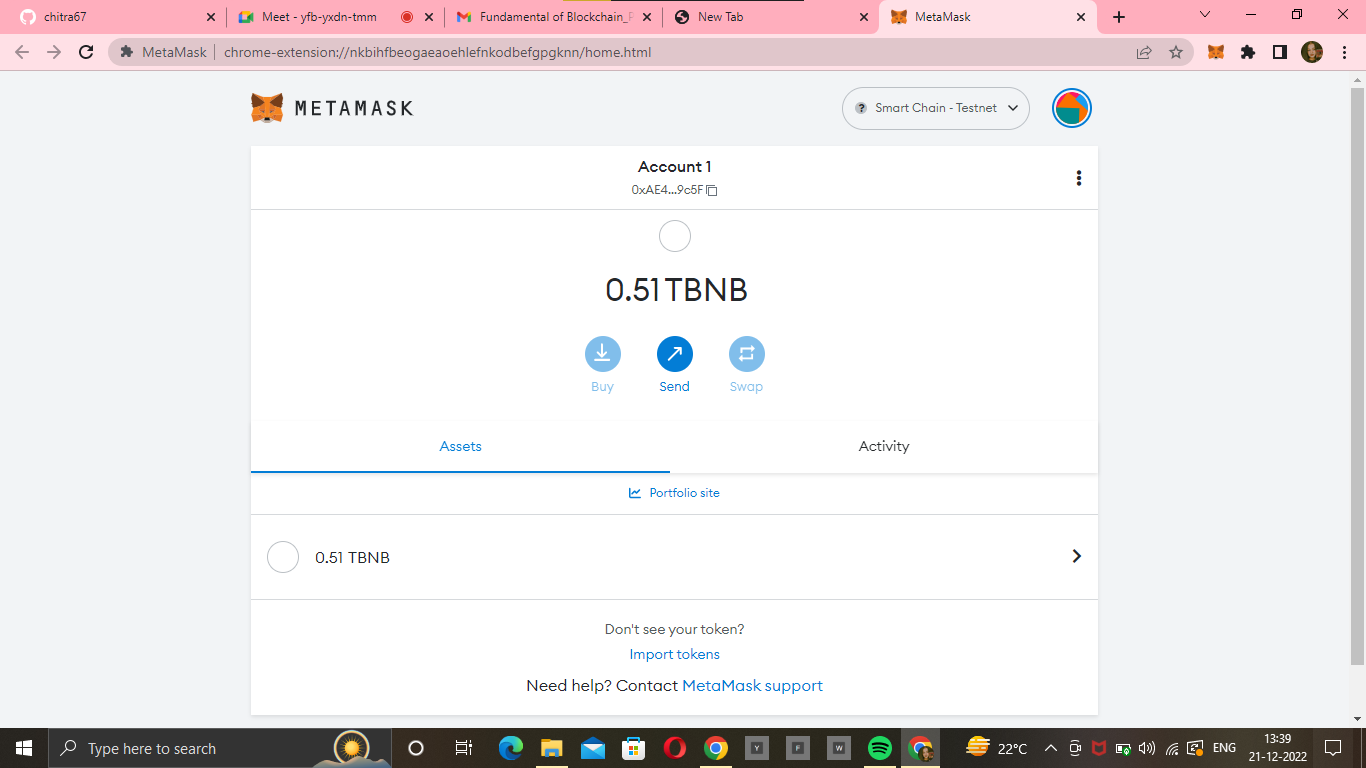 chitra67
Meet - yfb-yxdn-tmm
Fundamental of Blockchain_
New Tab
MetaMask
MetaMask
chrome-extension://nkbihfbeogaeaoehlefnkodbefgpgknn/home.html
METAMASK
? Smart Chain - Testnet
Account 1
0xAE4...9c5F
0.51 TBNB
Buy
Send
Swap
Assets
Activity
Portfolio site
0.51 TBNB
Don't see your token?
Import tokens
Need help? Contact MetaMask support
Type here to search
Y
F
W
22°C
ENG
13:39
21-12-2022